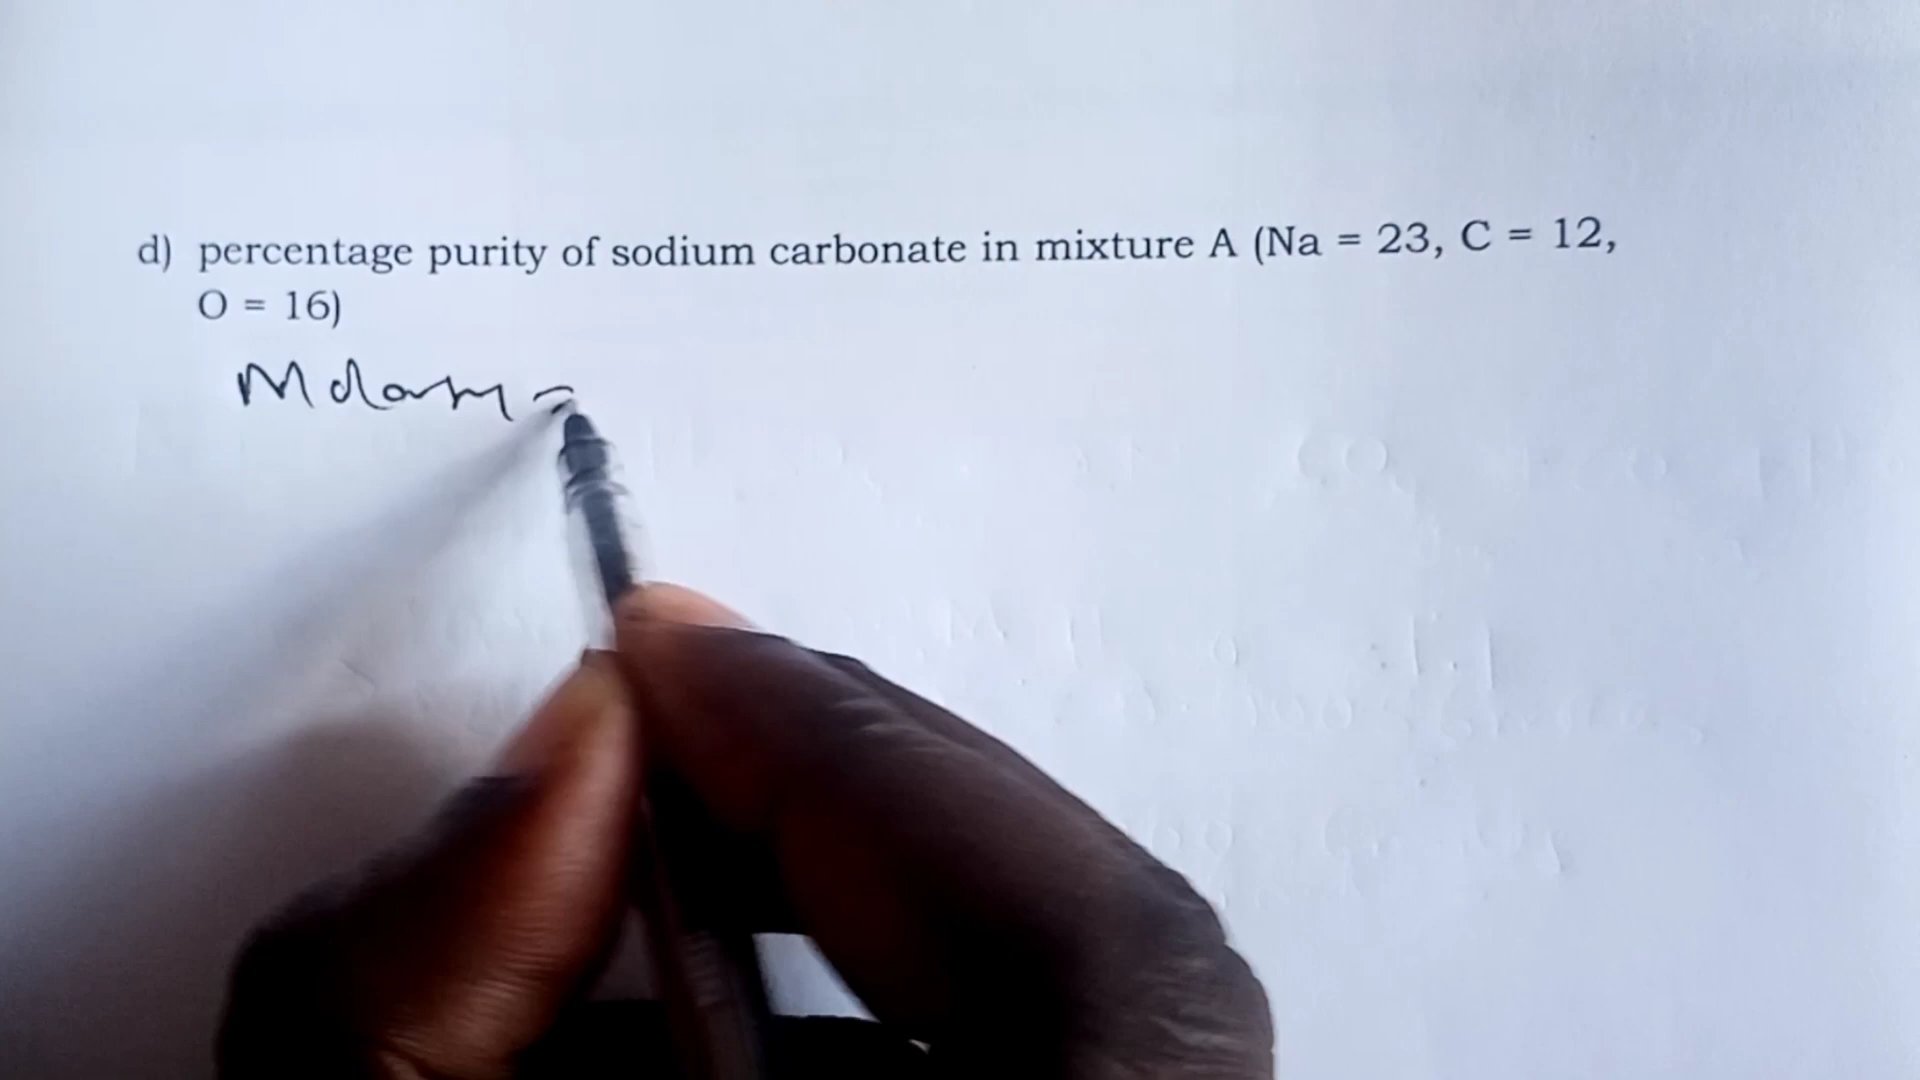 d) percentage purity of sodium carbonate in mixture A (Na = 23, C = 12,
O = 16)
Molarity =